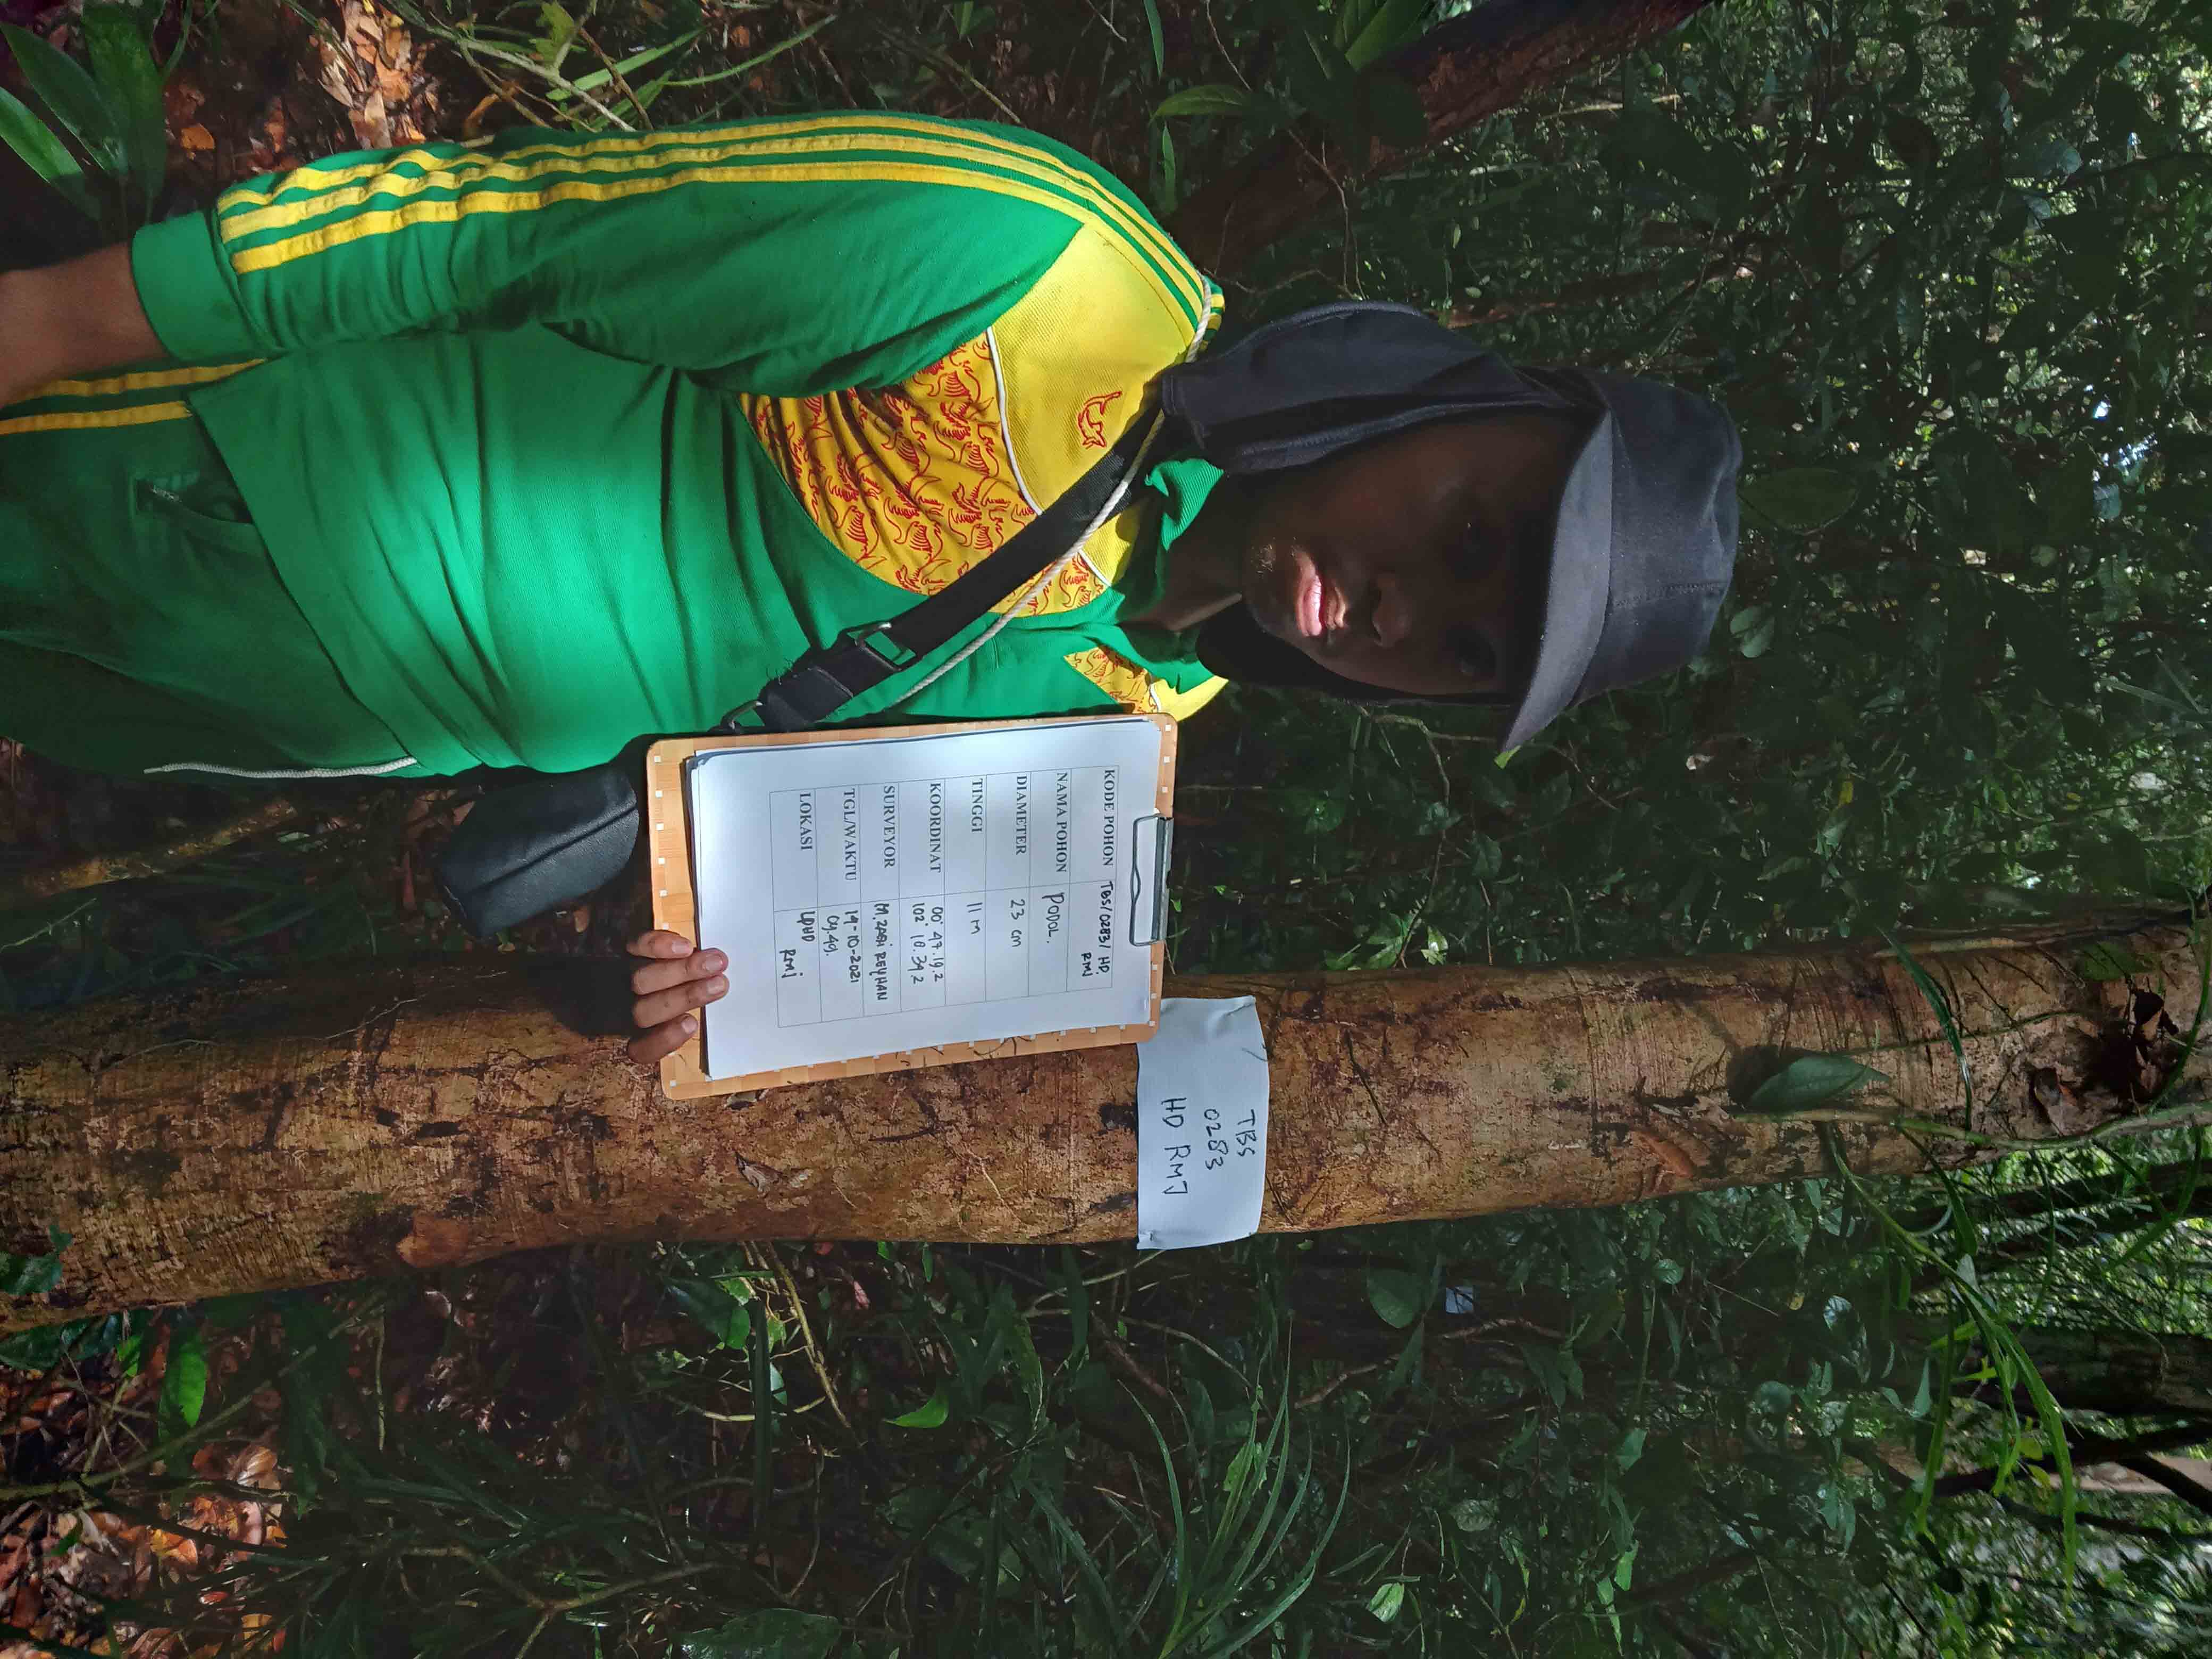 TBS
0283
HD RMJ
KODE POHON TBS/0283/ HD.
RMJ
NAMA POHON PODOL.
DIAMETER 23 cm
TINGGI 11 m
KOORDINAT 00° 47.19.2
102° 18.39.2
SURVEYOR M. ZAKI REYHAN
TGL/WAKTU 14-10-2021
09.49.
LOKASI LPHD
RMJ